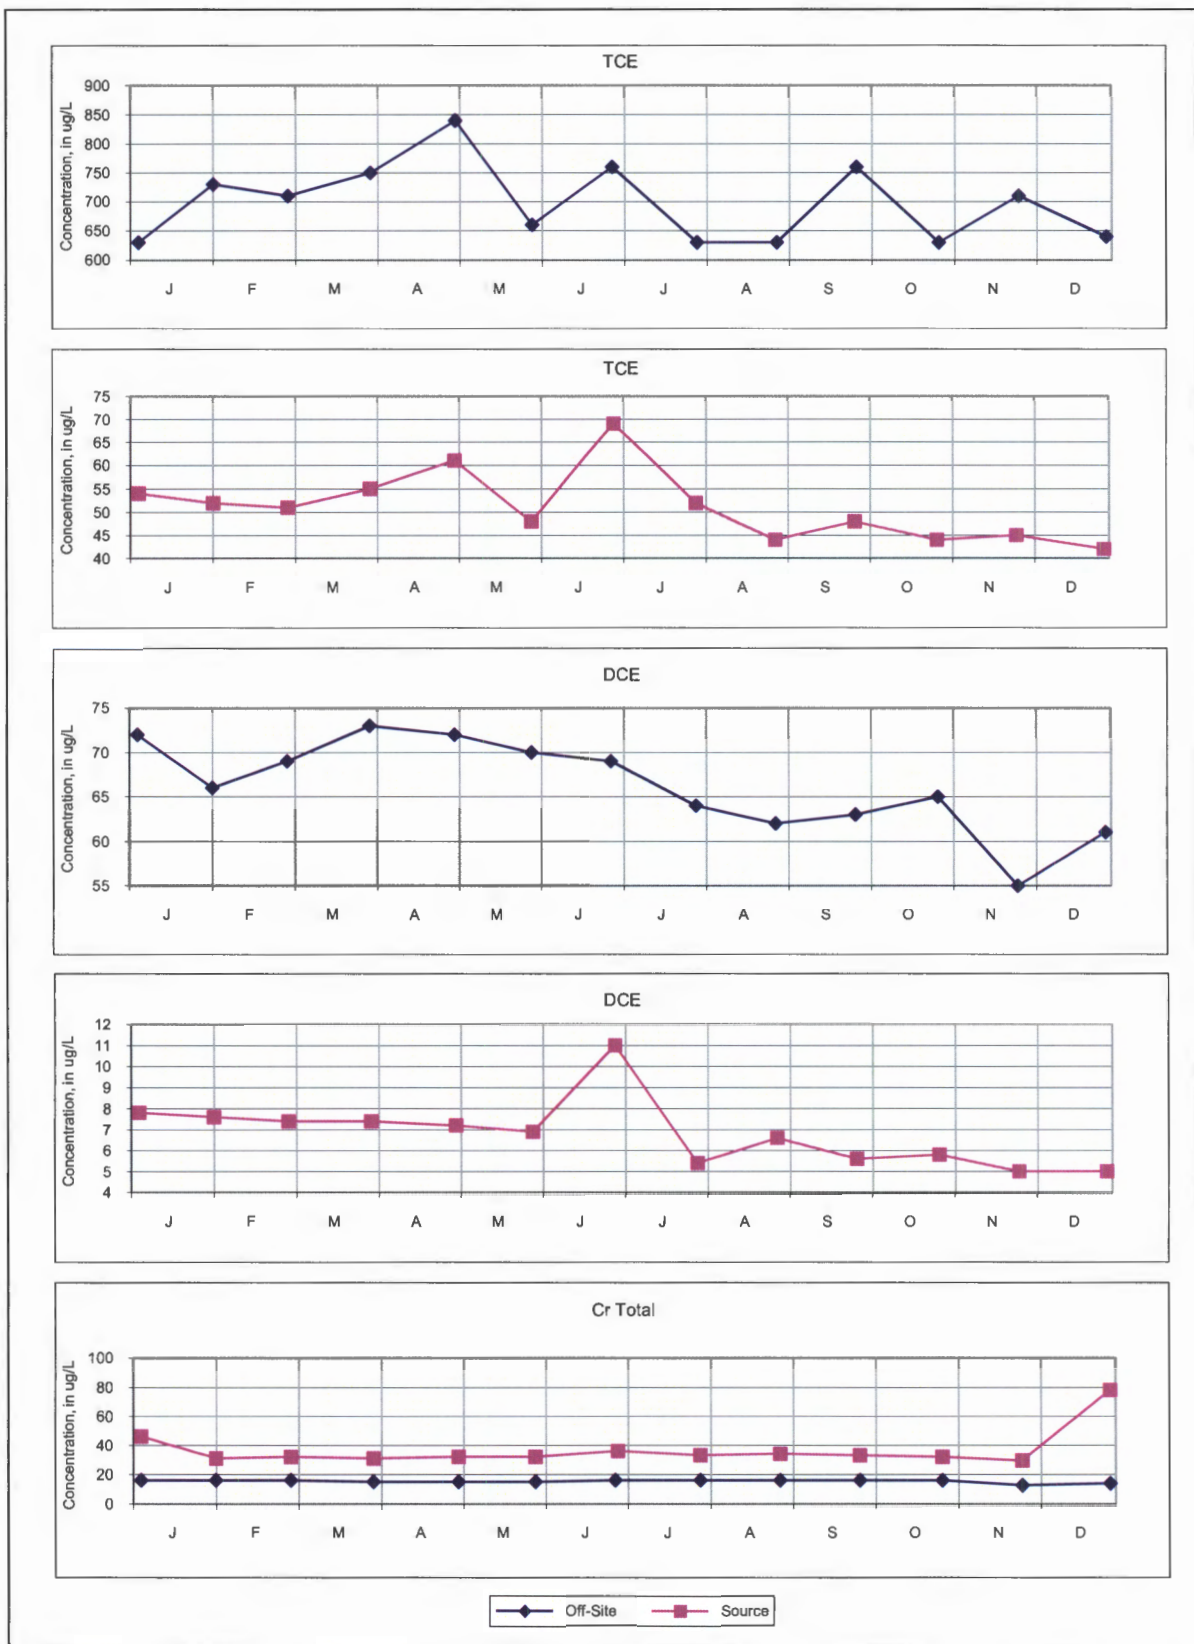 TCE
Concentration, in ug/L
900
850
800
750
700
650
600
J F M A M J J A S O N D
TCE
Concentration, in ug/L
75
70
65
60
55
50
45
40
J F M A M J J A S O N D
DCE
Concentration, in ug/L
75
70
65
60
55
J F M A M J J A S O N D
DCE
Concentration, in ug/L
12
11
10
9
8
7
6
5
4
J F M A M J J A S O N D
Cr Total
Concentration, in ug/L
100
80
60
40
20
0
J F M A M J J A S O N D
Off-Site Source